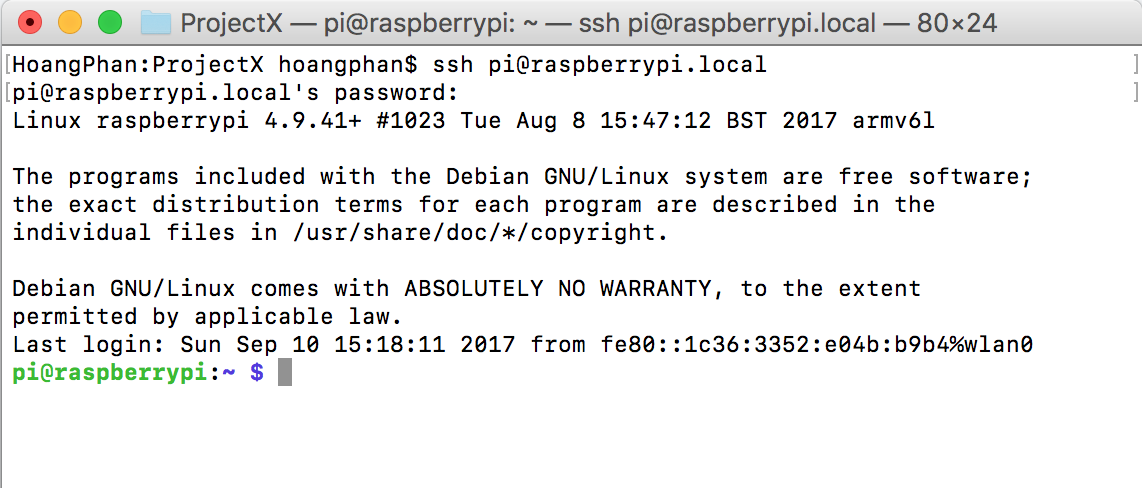 ProjectX — pi@raspberrypi: ~ — ssh pi@raspberrypi.local — 80×24
[HoangPhan:ProjectX hoangphan$ ssh pi@raspberrypi.local ]
[pi@raspberrypi.local's password: ]
Linux raspberrypi 4.9.41+ #1023 Tue Aug 8 15:47:12 BST 2017 armv6l
The programs included with the Debian GNU/Linux system are free software;
the exact distribution terms for each program are described in the
individual files in /usr/share/doc/*/copyright.
Debian GNU/Linux comes with ABSOLUTELY NO WARRANTY, to the extent
permitted by applicable law.
Last login: Sun Sep 10 15:18:11 2017 from fe80::1c36:3352:e04b:b9b4%wlan0
pi@raspberrypi:~ $